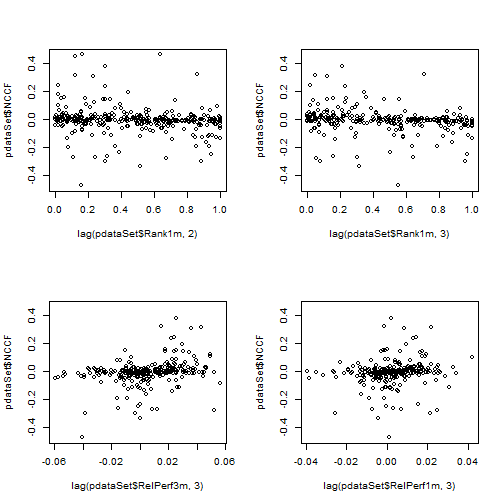 pdataSet$NCCF
-0.4 -0.2 0.0 0.2 0.4
0.0 0.2 0.4 0.6 0.8 1.0
lag(pdataSet$Rank1m, 2)
pdataSet$NCCF
-0.4 -0.2 0.0 0.2 0.4
0.0 0.2 0.4 0.6 0.8 1.0
lag(pdataSet$Rank1m, 3)
pdataSet$NCCF
-0.4 -0.2 0.0 0.2 0.4
-0.06 -0.02 0.02 0.06
lag(pdataSet$RelPerf3m, 3)
pdataSet$NCCF
-0.4 -0.2 0.0 0.2 0.4
-0.04 -0.02 0.00 0.02 0.04
lag(pdataSet$RelPerf1m, 3)